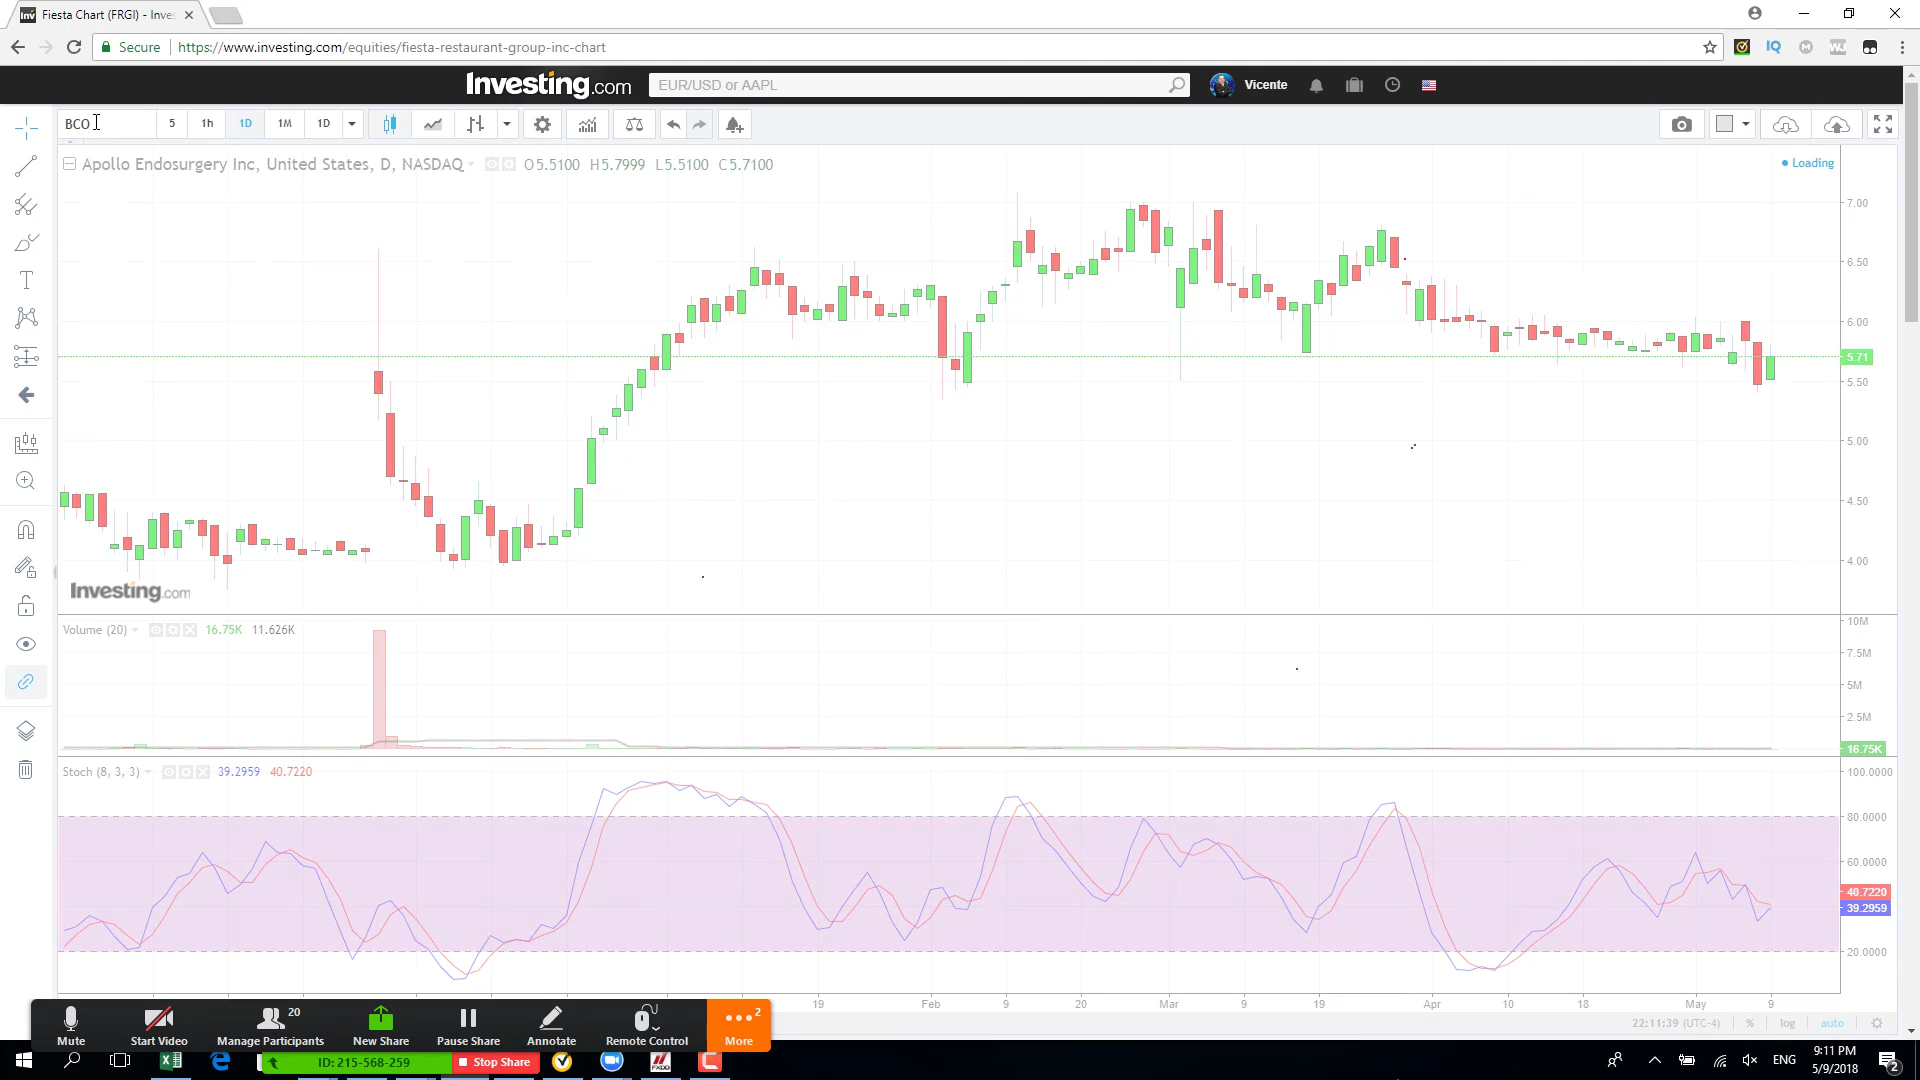 Fiesta Chart (FRGI) - Inves
Secure
https://www.investing.com/equities/fiesta-restaurant-group-inc-chart
Investing.com
EUR/USD or AAPL
Vicente
BCO
5
1h
1D
1M
1D
Apollo Endosurgery Inc, United States, D, NASDAQ
O5.5100 H5.7999 L5.5100 C5.7100
Loading
7.00
6.50
6.00
5.71
5.50
5.00
4.50
4.00
Investing.com
Volume (20)
16.75K 11.626K
10M
7.5M
5M
2.5M
16.75K
Stoch (8, 3, 3)
39.2959 40.7220
100.0000
80.0000
60.0000
40.7220
39.2959
20.0000
19
Feb
9
20
Mar
9
19
Apr
10
18
May
9
22:11:39 (UTC-4)
%
log
auto
Mute
Start Video
20
Manage Participants
New Share
Pause Share
Annotate
Remote Control
2
More
ID: 215-568-259
Stop Share
ENG
9:11 PM
5/9/2018
2